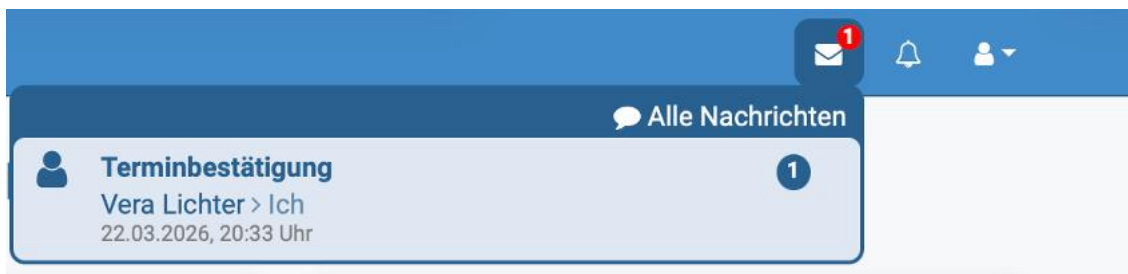 1
Alle Nachrichten
Terminbestätigung
1
Vera Lichter > Ich
22.03.2026, 20:33 Uhr